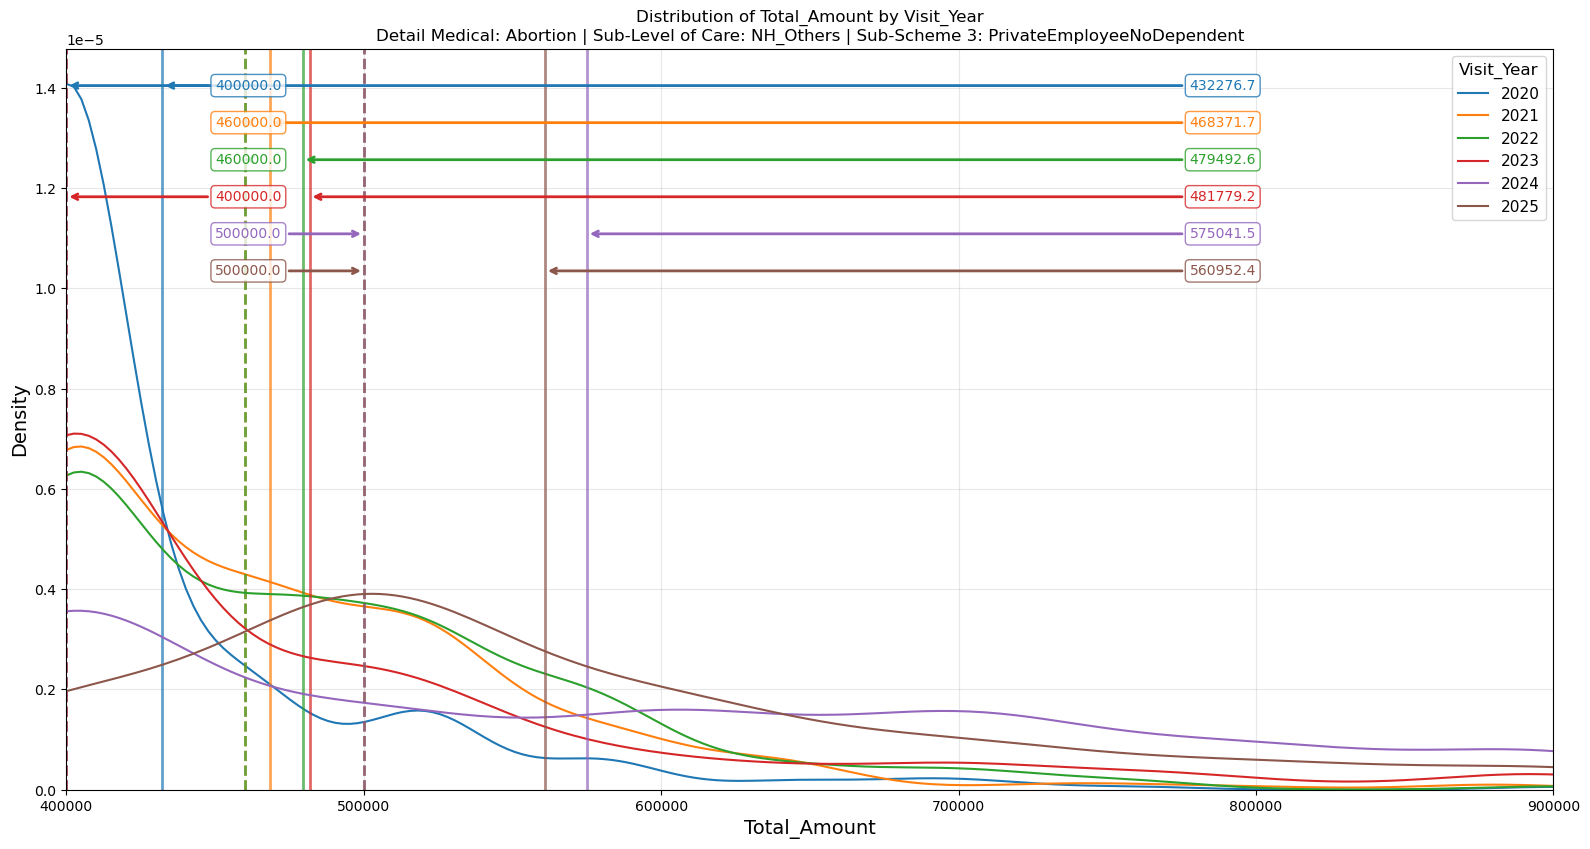 Distribution of Total_Amount by Visit_Year
Detail Medical: Abortion | Sub-Level of Care: NH_Others | Sub-Scheme 3: PrivateEmployeeNoDependent
1e−5
1.4
1.2
1.0
0.8
0.6
0.4
0.2
0.0
Density
400000.0 432276.7
460000.0 468371.7
460000.0 479492.6
400000.0 481779.2
500000.0 575041.5
500000.0 560952.4
Visit_Year
2020
2021
2022
2023
2024
2025
400000 500000 600000 700000 800000 900000
Total_Amount